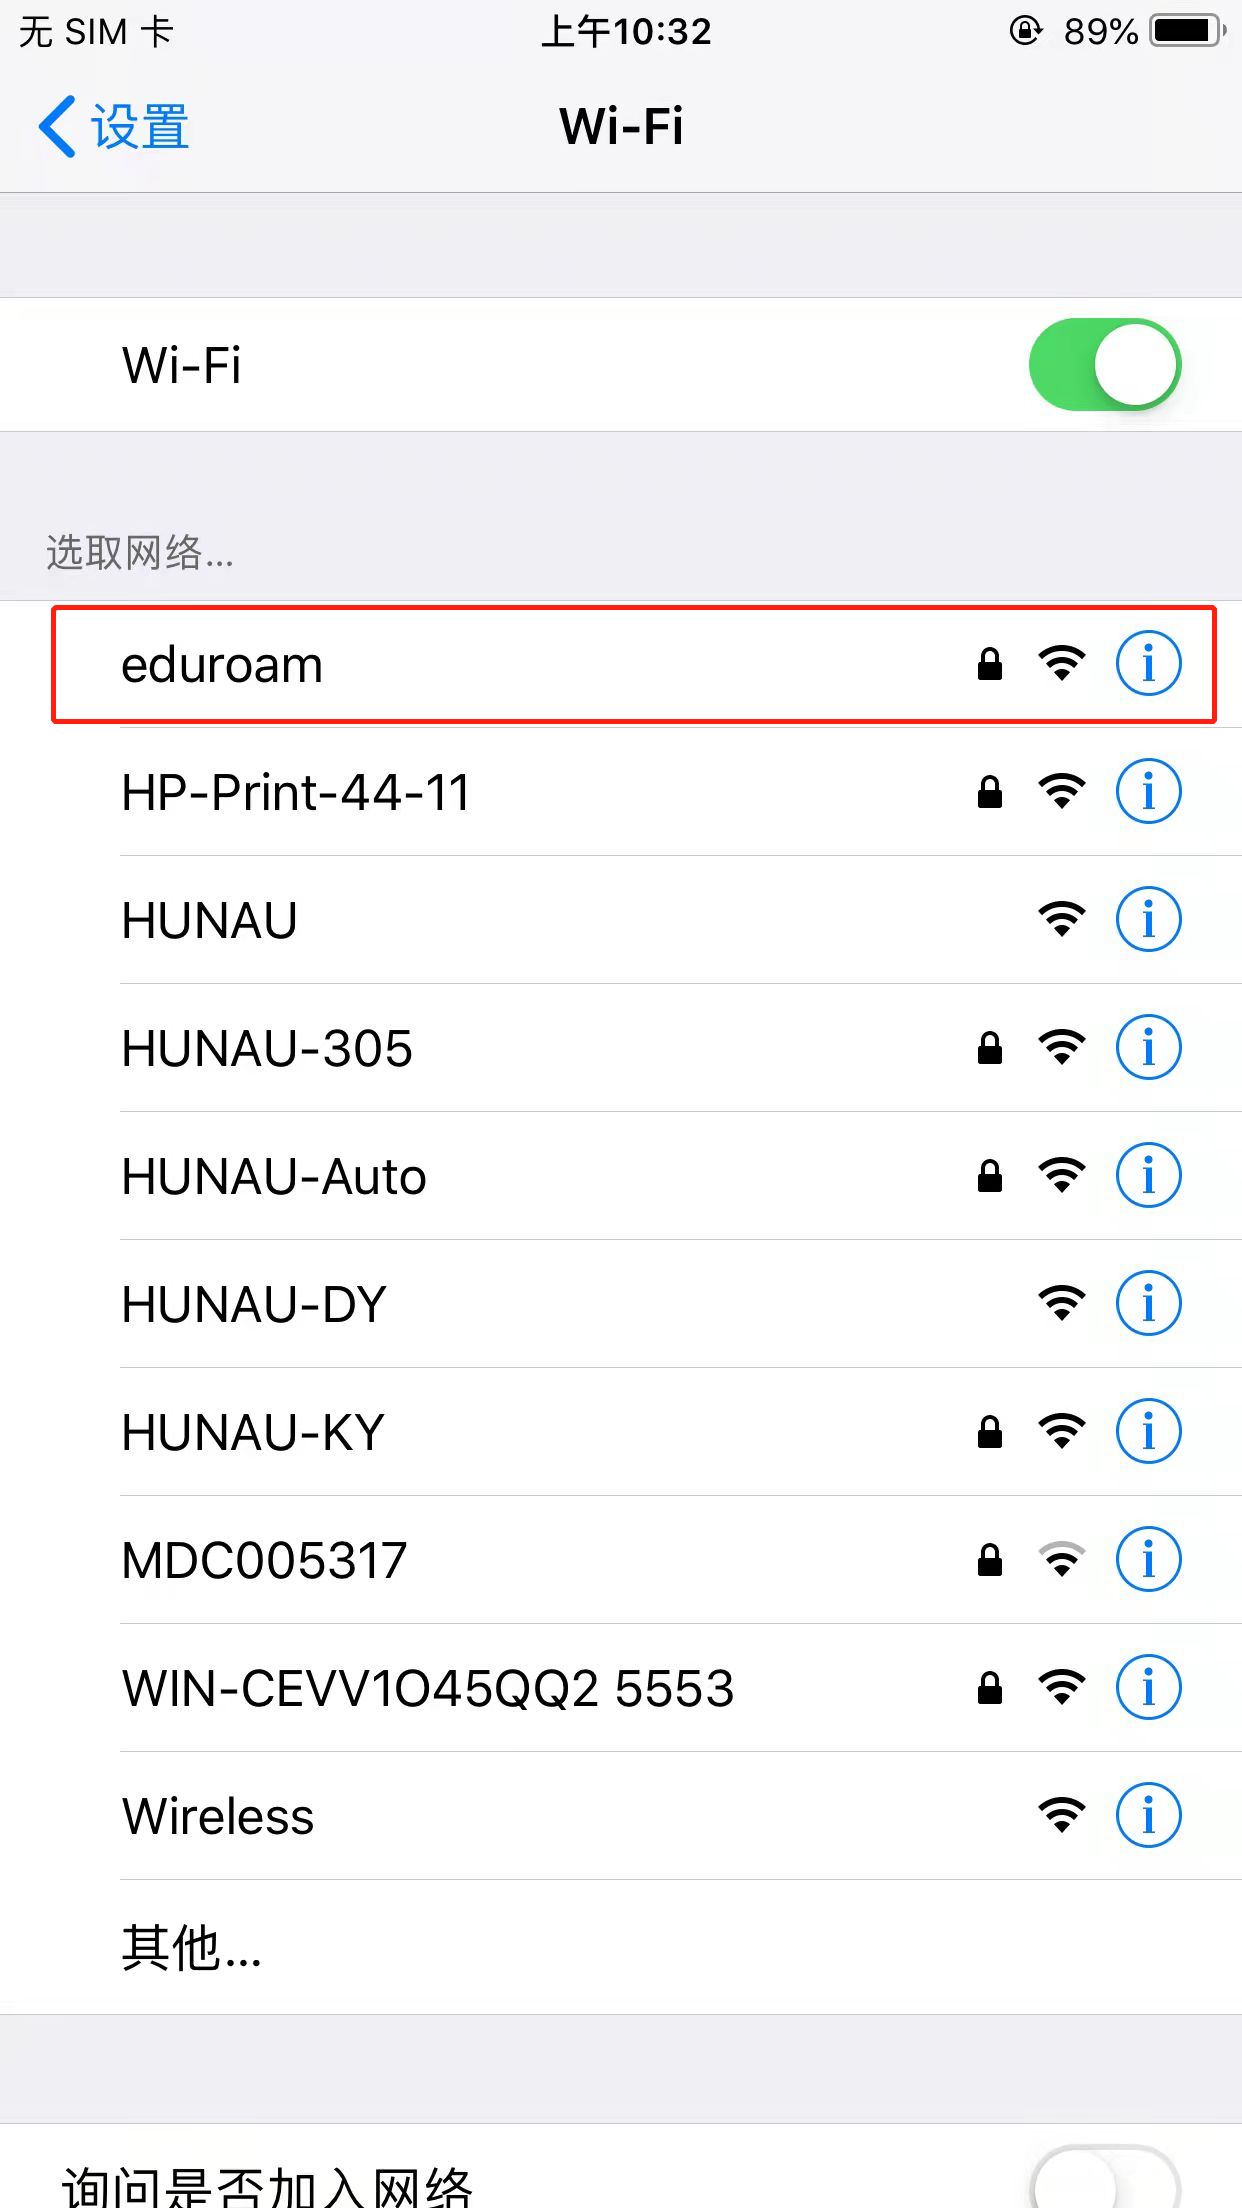 无 SIM 卡 上午10:32 89%
设置 Wi-Fi
Wi-Fi
选取网络...
eduroam
HP-Print-44-11
HUNAU
HUNAU-305
HUNAU-Auto
HUNAU-DY
HUNAU-KY
MDC005317
WIN-CEVV1O45QQ2 5553
Wireless
其他...
询问是否加入网络